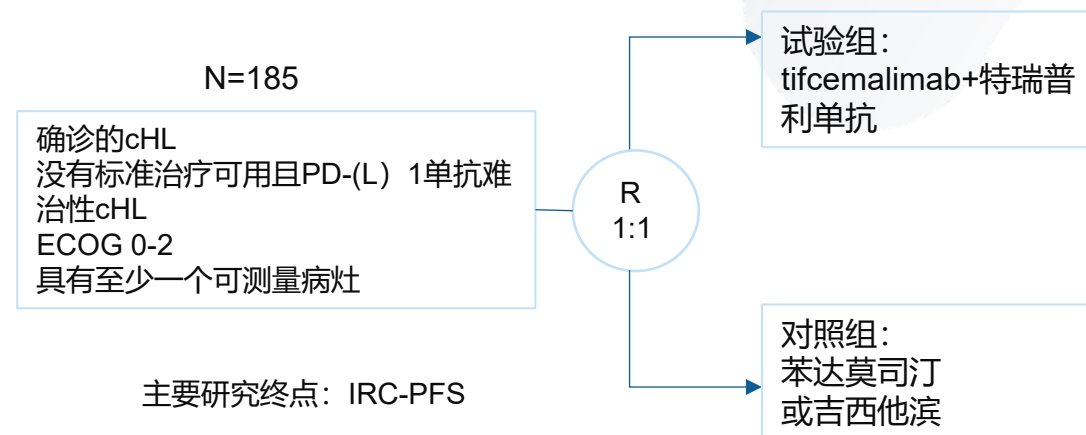 N=185
确诊的cHL
没有标准治疗可用且PD-(L）1单抗难
治性cHL
ECOG 0-2
具有至少一个可测量病灶
R
1:1
试验组：
tifcemalimab+特瑞普
利单抗
对照组：
苯达莫司汀
或吉西他滨
主要研究终点：IRC-PFS